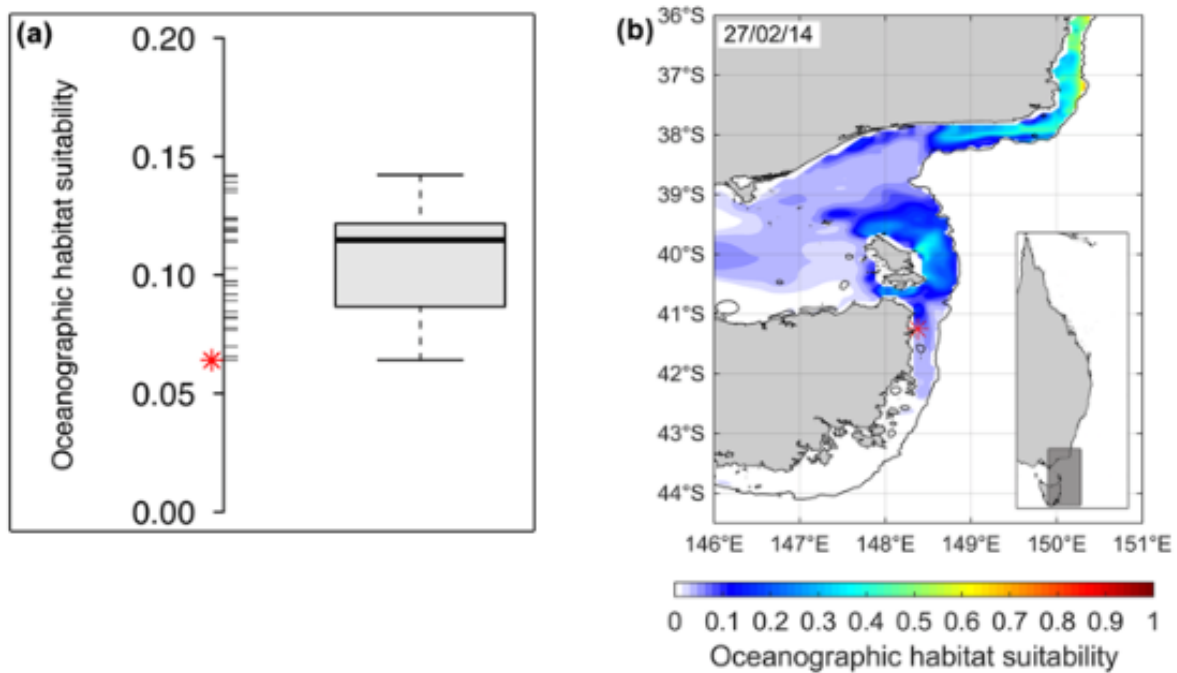 (a)
Oceanographic habitat suitability
0.20
0.15
0.10
0.05
0.00
(b)
27/02/14
36°S
37°S
38°S
39°S
40°S
41°S
42°S
43°S
44°S
146°E 147°E 148°E 149°E 150°E 151°E
0 0.1 0.2 0.3 0.4 0.5 0.6 0.7 0.8 0.9 1
Oceanographic habitat suitability